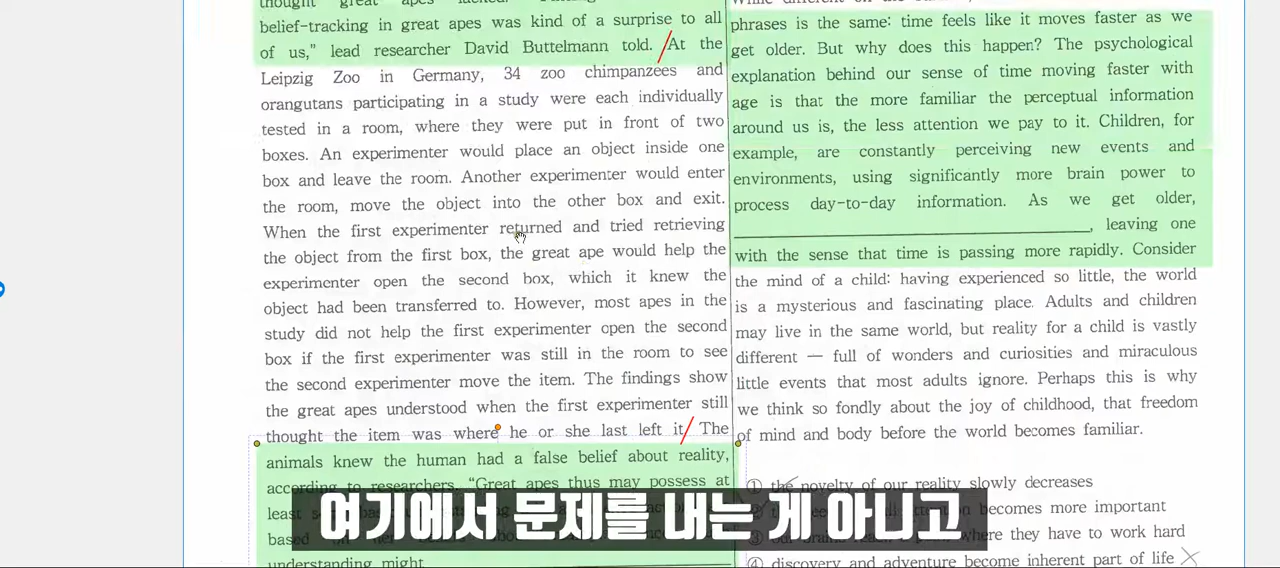 thought great apes
belief-tracking in great apes was kind of a surprise to all
of us,” lead researcher David Buttelmann told. At the
Leipzig Zoo in Germany, 34 zoo chimpanzees and
orangutans participating in a study were each individually
tested in a room, where they were put in front of two
boxes. An experimenter would place an object inside one
box and leave the room. Another experimenter would enter
the room, move the object into the other box and exit.
When the first experimenter returned and tried retrieving
the object from the first box, the great ape would help the
experimenter open the second box, which it knew the
object had been transferred to. However, most apes in the
study did not help the first experimenter open the second
box if the first experimenter was still in the room to see
the second experimenter move the item. The findings show
the great apes understood when the first experimenter still
thought the item was where he or she last left it. The
animals knew the human had a false belief about reality,
according to researchers. “Great apes thus may possess at
least
based
understanding might
phrases is the same: time feels like it moves faster as we
get older. But why does this happen? The psychological
explanation behind our sense of time moving faster with
age is that the more familiar the perceptual information
around us is, the less attention we pay to it. Children, for
example, are constantly perceiving new events and
environments, using significantly more brain power to
process day-to-day information. As we get older,
, leaving one
with the sense that time is passing more rapidly. Consider
the mind of a child: having experienced so little, the world
is a mysterious and fascinating place. Adults and children
may live in the same world, but reality for a child is vastly
different — full of wonders and curiosities and miraculous
little events that most adults ignore. Perhaps this is why
we think so fondly about the joy of childhood, that freedom
of mind and body before the world becomes familiar.
① the novelty of our reality slowly decreases
becomes more important
where they have to work hard
④ discovery and adventure become inherent part of life
여기에서 문제를 내는 게 아니고